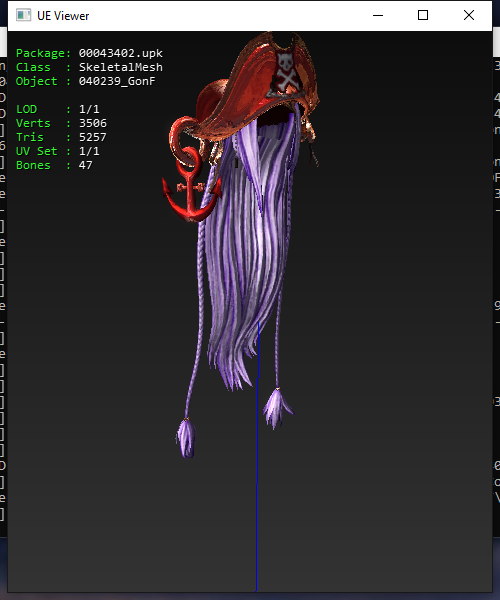 UE Viewer
Package: 00043402.upk
Class : SkeletalMesh
Object : 040239_GonF
LOD : 1/1
Verts : 3506
Tris : 5257
UV Set : 1/1
Bones : 47